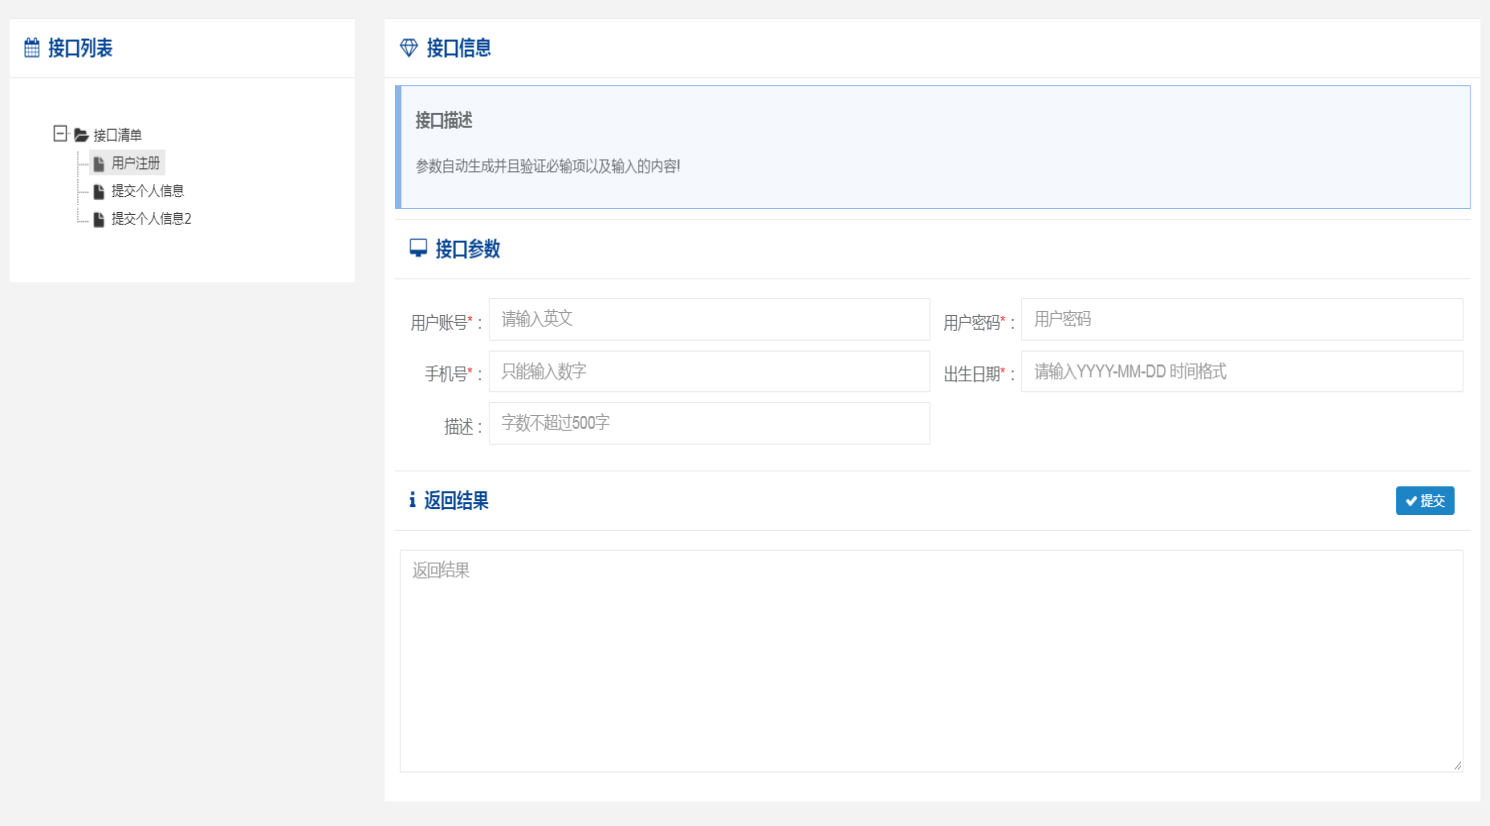 接口列表
接口清单
用户注册
提交个人信息
提交个人信息2
接口信息
接口描述
参数自动生成并且验证必输项以及输入的内容!
接口参数
用户账号*： 请输入英文 用户密码*： 用户密码
手机号*： 只能输入数字 出生日期*： 请输入YYYY-MM-DD 时间格式
描述： 字数不超过500字
返回结果 提交
返回结果